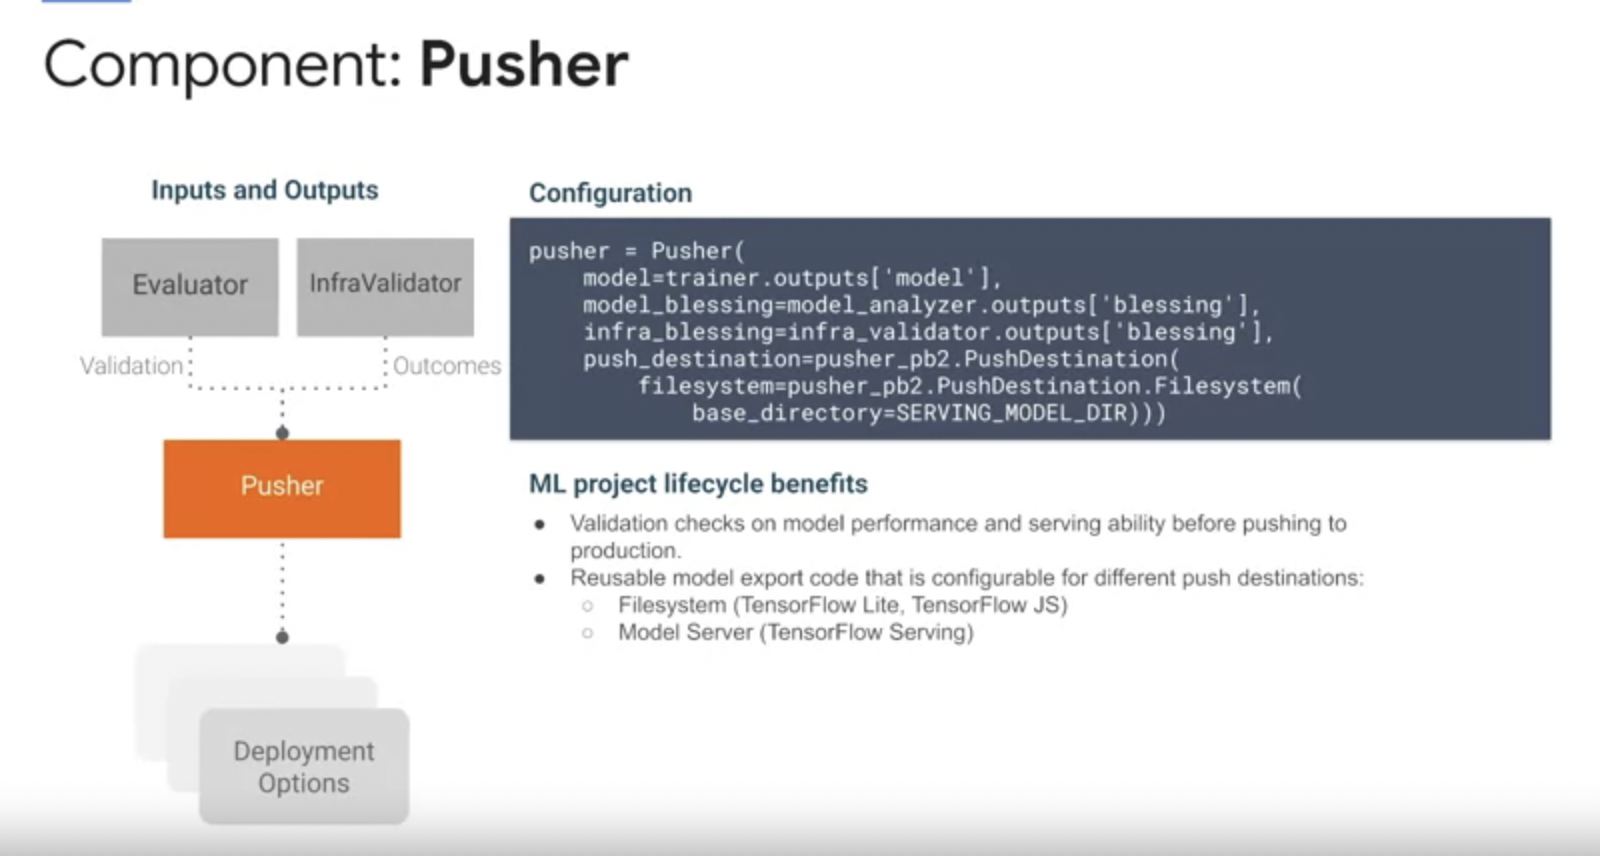 Component: Pusher
Inputs and Outputs
Evaluator
InfraValidator
Validation
Outcomes
Pusher
Deployment
Options
Configuration
pusher = Pusher(
    model=trainer.outputs['model'],
    model_blessing=model_analyzer.outputs['blessing'],
    infra_blessing=infra_validator.outputs['blessing'],
    push_destination=pusher_pb2.PushDestination(
        filesystem=pusher_pb2.PushDestination.Filesystem(
            base_directory=SERVING_MODEL_DIR)))
ML project lifecycle benefits
● Validation checks on model performance and serving ability before pushing to
production.
● Reusable model export code that is configurable for different push destinations:
○ Filesystem (TensorFlow Lite, TensorFlow JS)
○ Model Server (TensorFlow Serving)